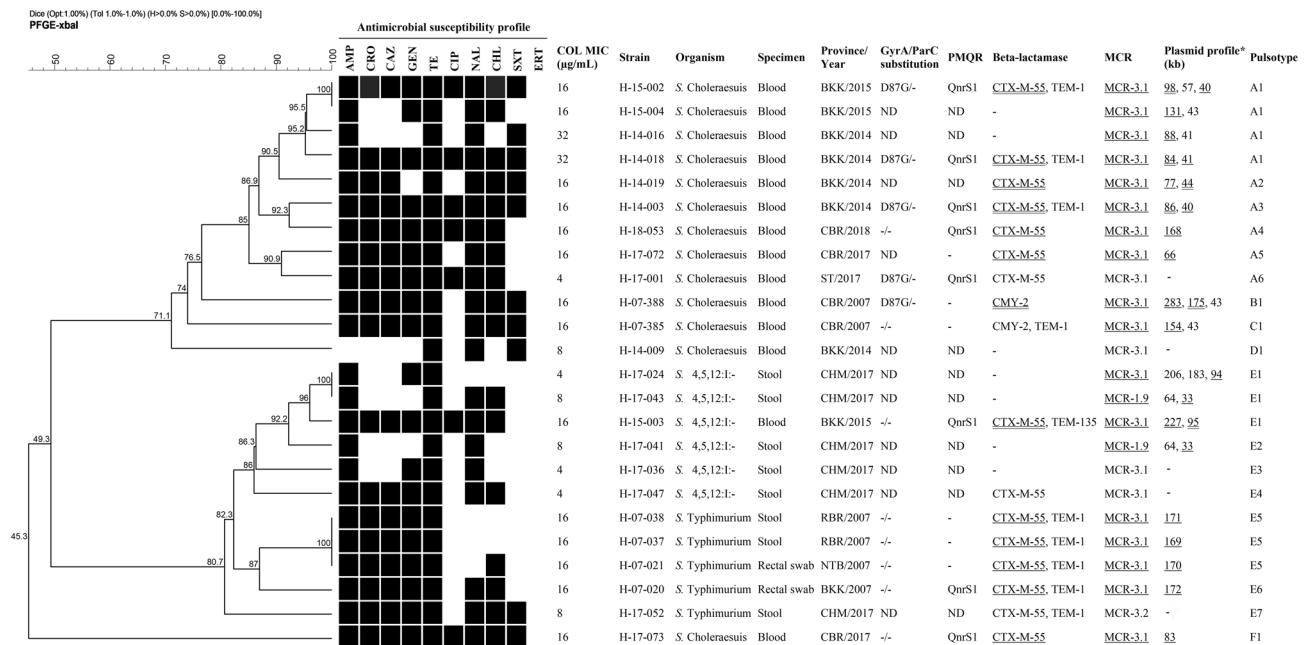 Dice (Opt:1.00%) (Tol 1.0%-1.0%) (H>0.0% S>0.0%) [0.0%-100.0%]
PFGE-xbaI
Antimicrobial susceptibility profile
50 60 70 80 90 100
AMP CRO CAZ GEN TE CIP NAL CHL SXT ERT
COL MIC (µg/mL) Strain Organism Specimen Province/Year GyrA/ParC substitution PMQR Beta-lactamase MCR Plasmid profile* (kb) Pulsotype
100 16 H-15-002 S. Choleraesuis Blood BKK/2015 D87G/- QnrS1 CTX-M-55, TEM-1 MCR-3.1 98, 57, 40 A1
95.5 16 H-15-004 S. Choleraesuis Blood BKK/2015 ND ND - MCR-3.1 131, 43 A1
95.2 32 H-14-016 S. Choleraesuis Blood BKK/2014 ND ND - MCR-3.1 88, 41 A1
90.5 32 H-14-018 S. Choleraesuis Blood BKK/2014 D87G/- QnrS1 CTX-M-55, TEM-1 MCR-3.1 84, 41 A1
86.9 16 H-14-019 S. Choleraesuis Blood BKK/2014 ND ND CTX-M-55 MCR-3.1 77, 44 A2
92.3 16 H-14-003 S. Choleraesuis Blood BKK/2014 D87G/- QnrS1 CTX-M-55, TEM-1 MCR-3.1 86, 40 A3
85 16 H-18-053 S. Choleraesuis Blood CBR/2018 -/- QnrS1 CTX-M-55 MCR-3.1 168 A4
76.5 16 H-17-072 S. Choleraesuis Blood CBR/2017 ND - CTX-M-55 MCR-3.1 66 A5
90.9 4 H-17-001 S. Choleraesuis Blood ST/2017 D87G/- QnrS1 CTX-M-55 MCR-3.1 - A6
74 16 H-07-388 S. Choleraesuis Blood CBR/2007 D87G/- - CMY-2 MCR-3.1 283, 175, 43 B1
71.1 16 H-07-385 S. Choleraesuis Blood CBR/2007 -/- - CMY-2, TEM-1 MCR-3.1 154, 43 C1
8 H-14-009 S. Choleraesuis Blood BKK/2014 ND ND - MCR-3.1 - D1
100 4 H-17-024 S. 4,5,12:I:- Stool CHM/2017 ND ND - MCR-3.1 206, 183, 94 E1
96 8 H-17-043 S. 4,5,12:I:- Stool CHM/2017 ND ND - MCR-1.9 64, 33 E1
92.2 16 H-15-003 S. 4,5,12:I:- Blood BKK/2015 -/- QnrS1 CTX-M-55, TEM-135 MCR-3.1 227, 95 E1
49.3 86.3 8 H-17-041 S. 4,5,12:I:- Stool CHM/2017 ND ND - MCR-1.9 64, 33 E2
86 4 H-17-036 S. 4,5,12:I:- Stool CHM/2017 ND ND - MCR-3.1 - E3
4 H-17-047 S. 4,5,12:I:- Stool CHM/2017 ND ND CTX-M-55 MCR-3.1 - E4
82.3 16 H-07-038 S. Typhimurium Stool RBR/2007 -/- - CTX-M-55, TEM-1 MCR-3.1 171 E5
45.3 100 16 H-07-037 S. Typhimurium Stool RBR/2007 -/- - CTX-M-55, TEM-1 MCR-3.1 169 E5
80.7 87 16 H-07-021 S. Typhimurium Rectal swab NTB/2007 -/- - CTX-M-55, TEM-1 MCR-3.1 170 E5
16 H-07-020 S. Typhimurium Rectal swab BKK/2007 -/- QnrS1 CTX-M-55, TEM-1 MCR-3.1 172 E6
8 H-17-052 S. Typhimurium Stool CHM/2017 ND ND CTX-M-55, TEM-1 MCR-3.2 - E7
16 H-17-073 S. Choleraesuis Blood CBR/2017 -/- QnrS1 CTX-M-55 MCR-3.1 83 F1